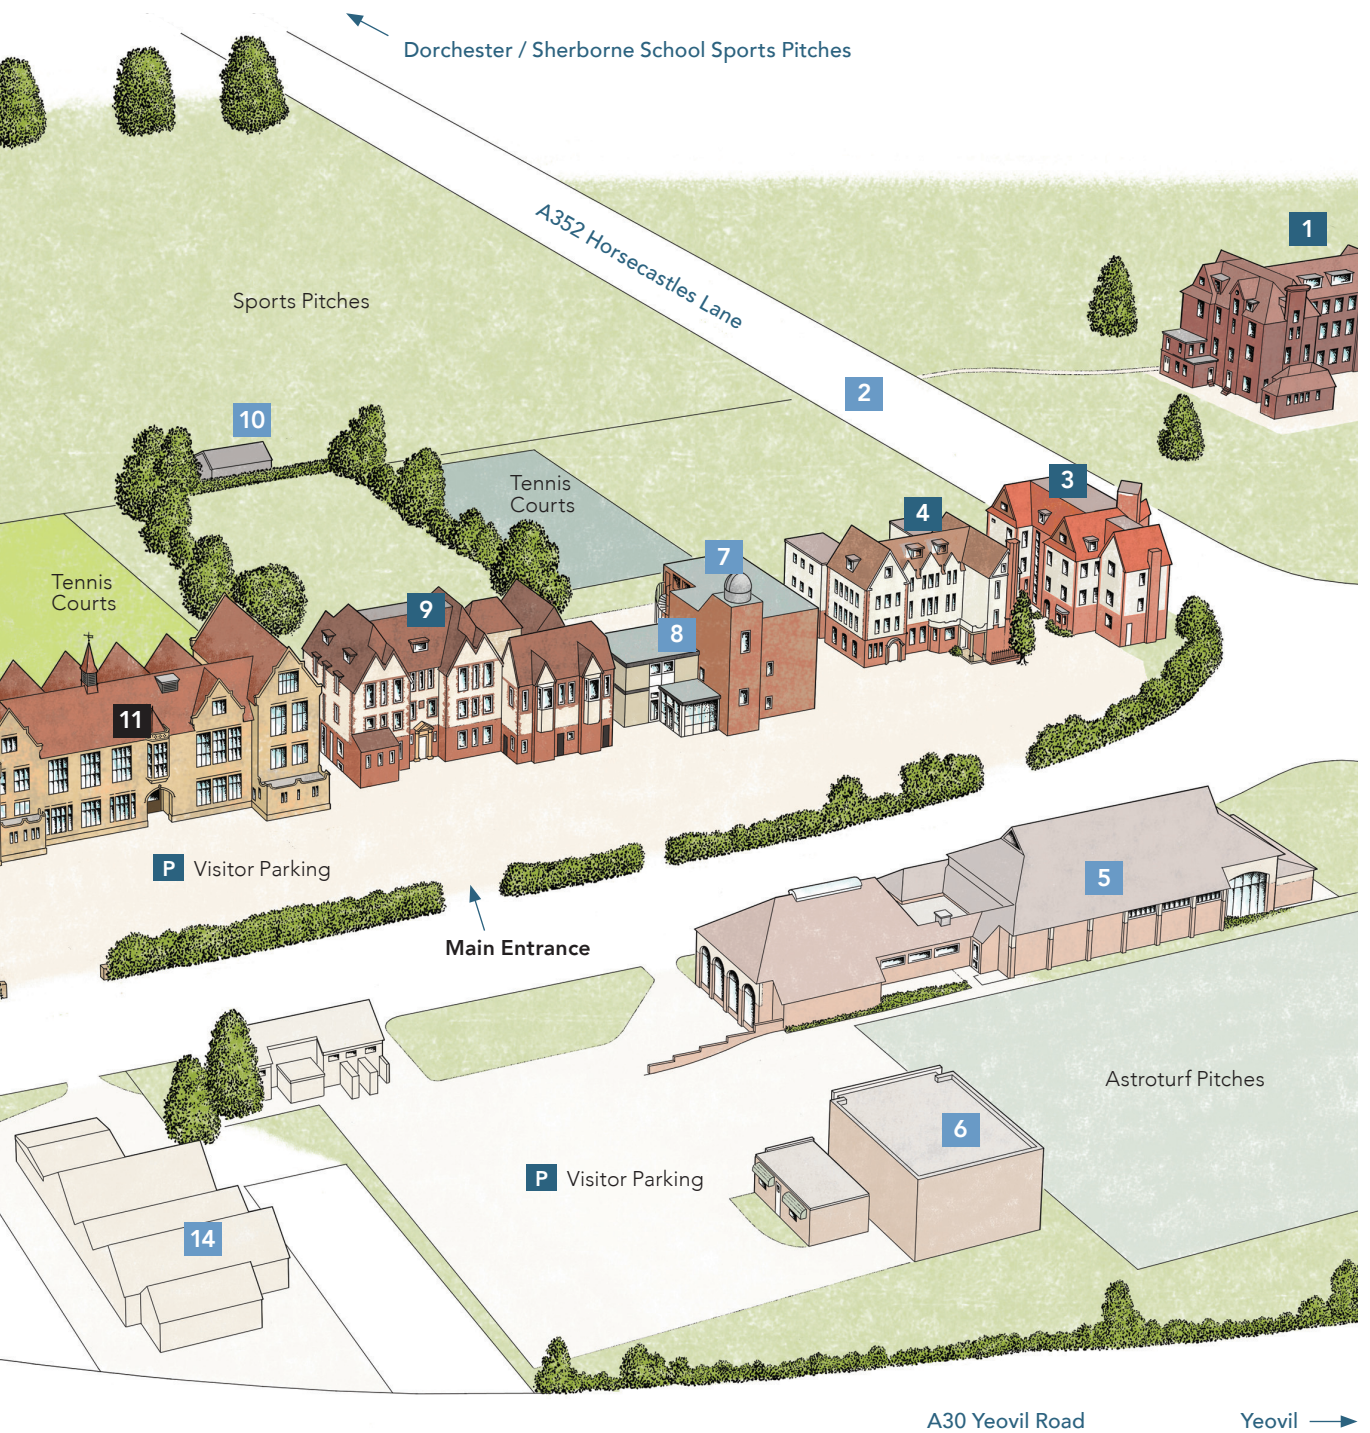 Dorchester / Sherborne School Sports Pitches
1
A352 Horsecastles Lane
Sports Pitches
2
10
3
Tennis
Courts
4
7
Tennis
Courts
9
8
11
P Visitor Parking
5
Main Entrance
Astroturf Pitches
6
P Visitor Parking
14
A30 Yeovil Road
Yeovil